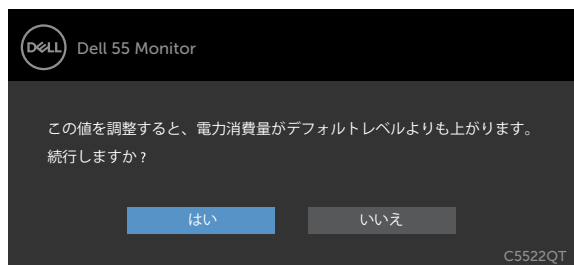 DELL Dell 55 Monitor
この値を調整すると、電力消費量がデフォルトレベルよりも上がります。
続行しますか ?
はい いいえ
C5522QT